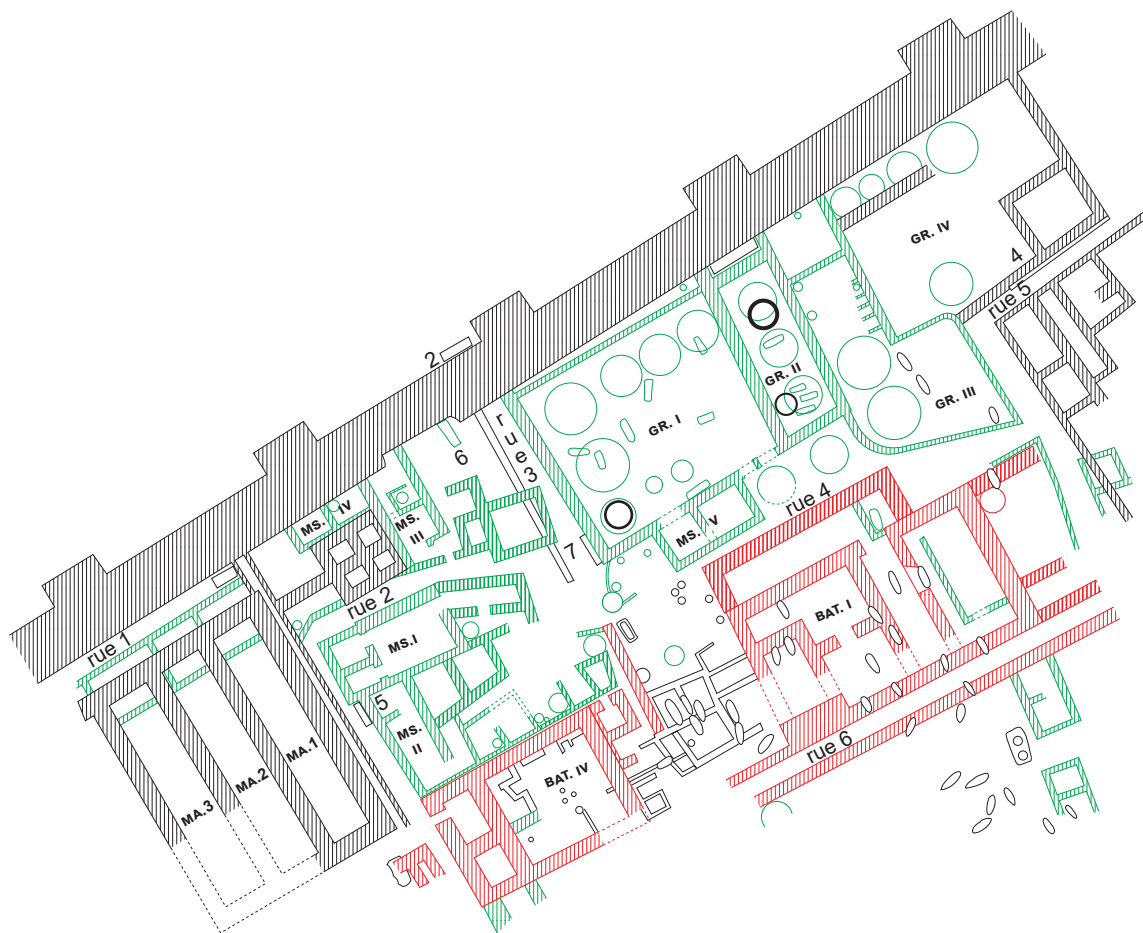 GR. IV
4
rue 5
GR. II
GR. III
2
GR. I
rue 3
6
rue 4
MS. IV
MS.
III
MS. V
7
rue 2
BAT. I
rue 1
MS.I
5
MS.
II
rue 6
MA.1
BAT. IV
MA.2
MA.3